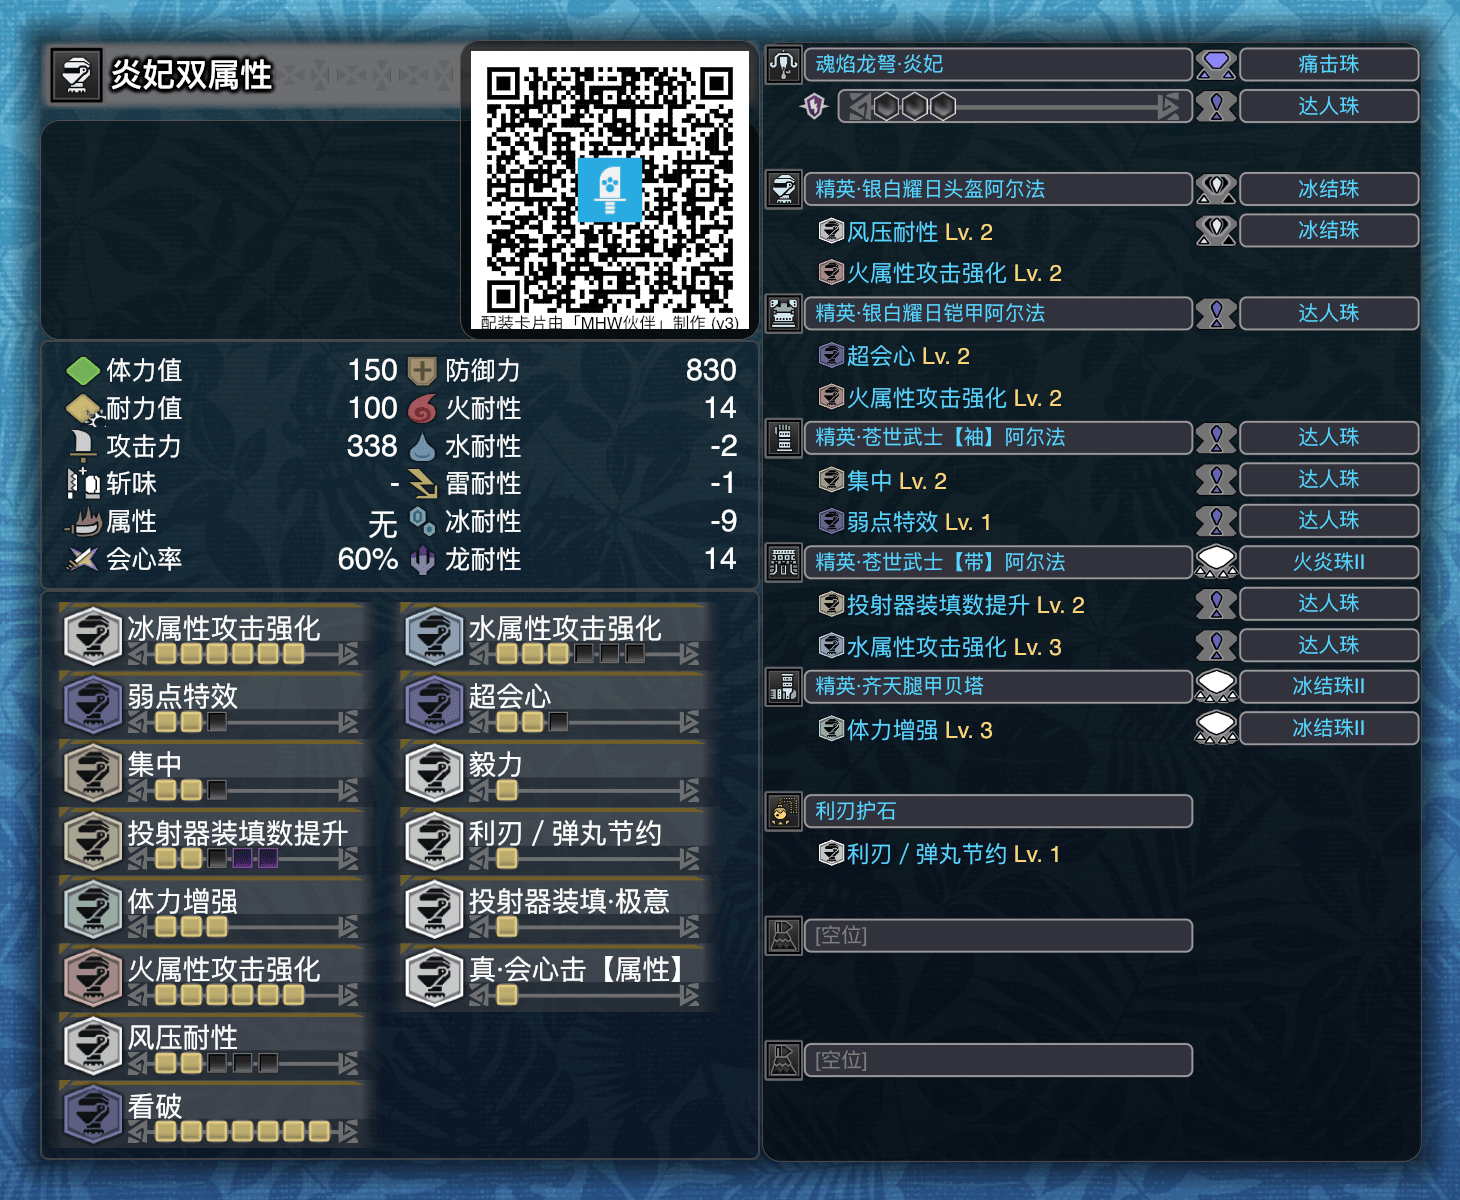 炎妃双属性
配装卡片由「MHW伙伴」制作 (v3)
体力值 150 防御力 830
耐力值 100 火耐性 14
攻击力 338 水耐性 -2
斩味 - 雷耐性 -1
属性 无 冰耐性 -9
会心率 60% 龙耐性 14
冰属性攻击强化 水属性攻击强化
弱点特效 超会心
集中 毅力
投射器装填数提升 利刃 / 弹丸节约
体力增强 投射器装填·极意
火属性攻击强化 真·会心击【属性】
风压耐性
看破
魂焰龙弩·炎妃 痛击珠
达人珠
精英·银白耀日头盔阿尔法 冰结珠
风压耐性 Lv. 2 冰结珠
火属性攻击强化 Lv. 2
精英·银白耀日铠甲阿尔法 达人珠
超会心 Lv. 2
火属性攻击强化 Lv. 2
精英·苍世武士【袖】阿尔法 达人珠
集中 Lv. 2 达人珠
弱点特效 Lv. 1 达人珠
精英·苍世武士【带】阿尔法 火炎珠II
投射器装填数提升 Lv. 2 达人珠
水属性攻击强化 Lv. 3 达人珠
精英·齐天腿甲贝塔 冰结珠II
体力增强 Lv. 3 冰结珠II
利刃护石
利刃 / 弹丸节约 Lv. 1
[空位]
[空位]